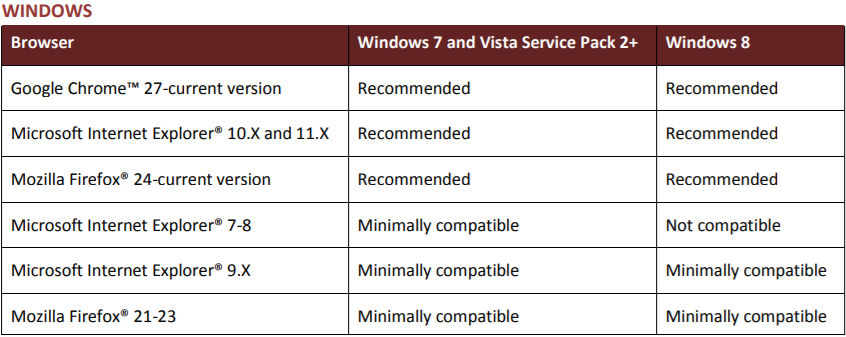 WINDOWS
Browser Windows 7 and Vista Service Pack 2+ Windows 8
Google Chrome™ 27-current version Recommended Recommended
Microsoft Internet Explorer® 10.X and 11.X Recommended Recommended
Mozilla Firefox® 24-current version Recommended Recommended
Microsoft Internet Explorer® 7-8 Minimally compatible Not compatible
Microsoft Internet Explorer® 9.X Minimally compatible Minimally compatible
Mozilla Firefox® 21-23 Minimally compatible Minimally compatible